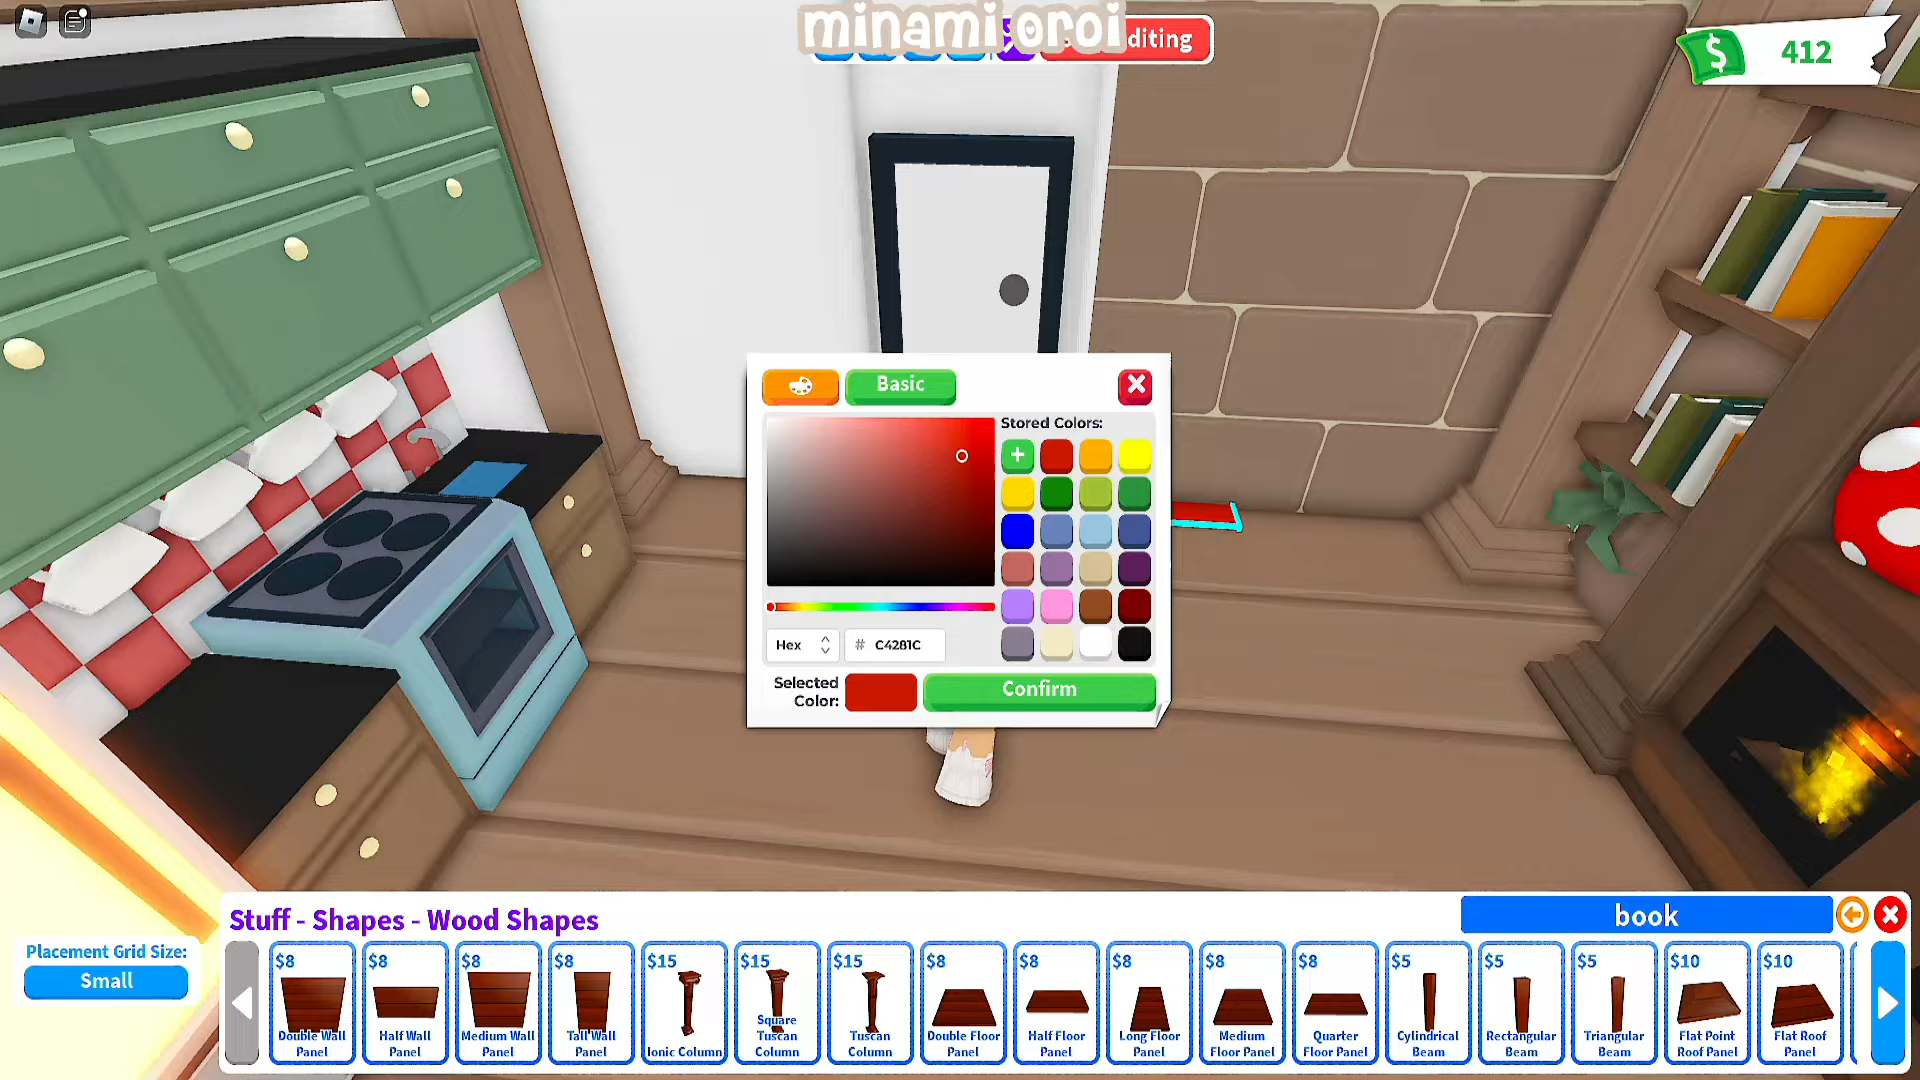 minami oroi
diting
412
Basic
Stored Colors:
Hex
# C4281C
Selected
Color:
Confirm
Stuff - Shapes - Wood Shapes
book
Placement Grid Size:
Small
$8
Double Wall
Panel
$8
Half Wall
Panel
$8
Medium Wall
Panel
$8
Tall Wall
Panel
$15
Ionic Column
$15
Square
Tuscan
Column
$15
Tuscan
Column
$8
Double Floor
Panel
$8
Half Floor
Panel
$8
Long Floor
Panel
$8
Medium
Floor Panel
$8
Quarter
Floor Panel
$5
Cylindrical
Beam
$5
Rectangular
Beam
$5
Triangular
Beam
$10
Flat Point
Roof Panel
$10
Flat Roof
Panel